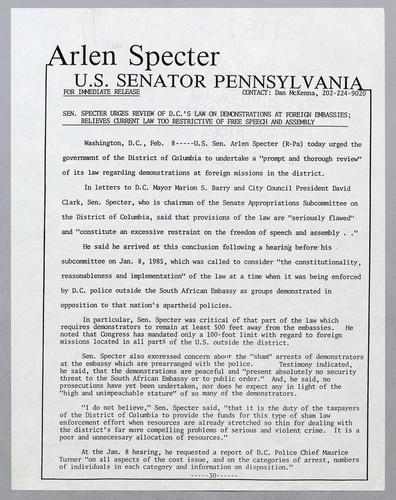 Arlen Specter
U.S. SENATOR PENNSYLVANIA
FOR IMMEDIATE RELEASE CONTACT: Dan McKenna, 202-224-9020
SEN. SPECTER URGES REVIEW OF D.C.'S LAW ON DEMONSTRATIONS AT FOREIGN EMBASSIES;
BELIEVES CURRENT LAW TOO RESTRICTIVE OF FREE SPEECH AND ASSEMBLY
Washington, D.C., Feb. 8-----U.S. Sen. Arlen Specter (R-Pa) today urged the
government of the District of Columbia to undertake a "prompt and thorough review"
of its law regarding demonstrations at foreign missions in the district.
In letters to D.C. Mayor Marion S. Barry and City Council President David
Clark, Sen. Specter, who is chairman of the Senate Appropriations Subcommittee on
the District of Columbia, said that provisions of the law are "seriously flawed"
and "constitute an excessive restraint on the freedom of speech and assembly . ."
He said he arrived at this conclusion following a hearing before his
subcommittee on Jan. 8, 1985, which was called to consider "the constitutionality,
reasonableness and implementation" of the law at a time when it was being enforced
by D.C. police outside the South African Embassy as groups demonstrated in
opposition to that nation's apartheid policies.
In particular, Sen. Specter was critical of that part of the law which
requires demonstrators to remain at least 500 feet away from the embassies. He
noted that Congress has mandated only a 100-foot limit with regard to foreign
missions located in all parts of the U.S. outside the district.
Sen. Specter also expressed concern about the "sham" arrests of demonstrators
at the embassy which are prearranged with the police. Testimony indicated,
he said, that the demonstrations are peaceful and "present absolutely no security
threat to the South African Embassy or to public order." And, he said, no
prosecutions have yet been undertaken, nor does he expect any in light of the
"high and unimpeachable stature" of so many of the demonstrators.
"I do not believe," Sen. Specter said, "that it is the duty of the taxpayers
of the District of Columbia to provide the funds for this type of sham law
enforcement effort when resources are already stretched so thin for dealing with
the district's far more compelling problems of serious and violent crime. It is a
poor and unnecessary allocation of resources."
At the Jan. 8 hearing, he requested a report of D.C. Police Chief Maurice
Turner "on all aspects of the cost issue, and on the categories of arrest, numbers
of individuals in each category and information on disposition."
-----30-----